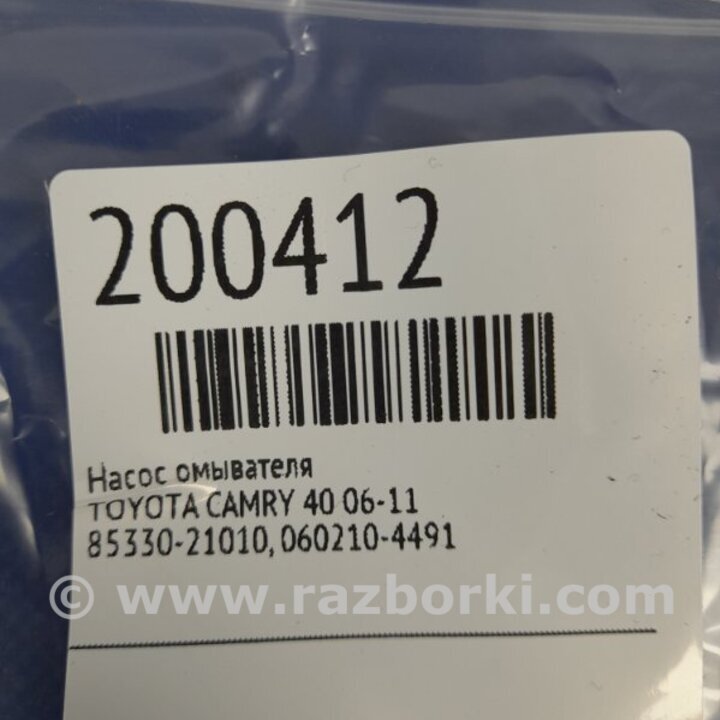 200412
Насос омывателя
TOYOTA CAMRY 40 06-11
85330-21010, 060210-4491
© www.razborki.com